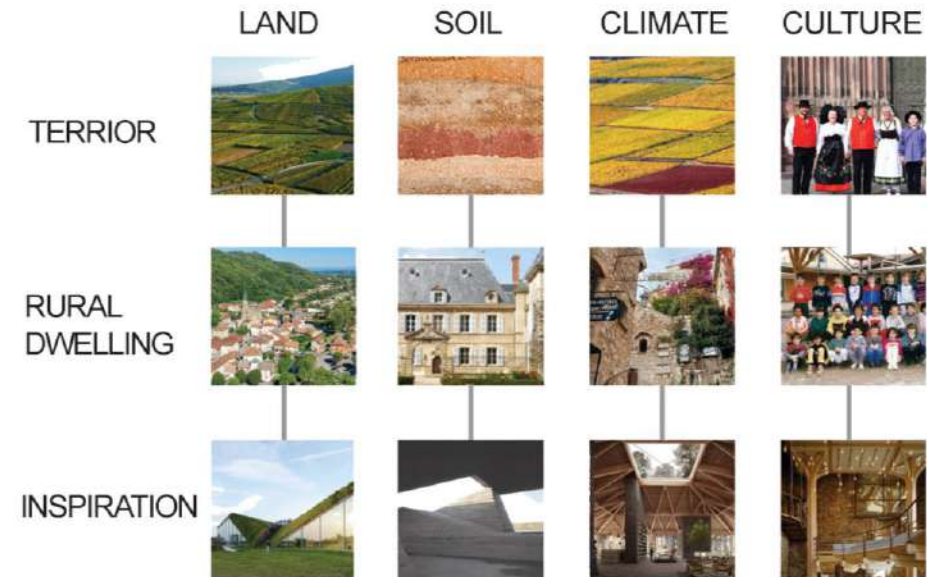 LAND SOIL CLIMATE CULTURE
TERRIOR
RURAL
DWELLING
INSPIRATION